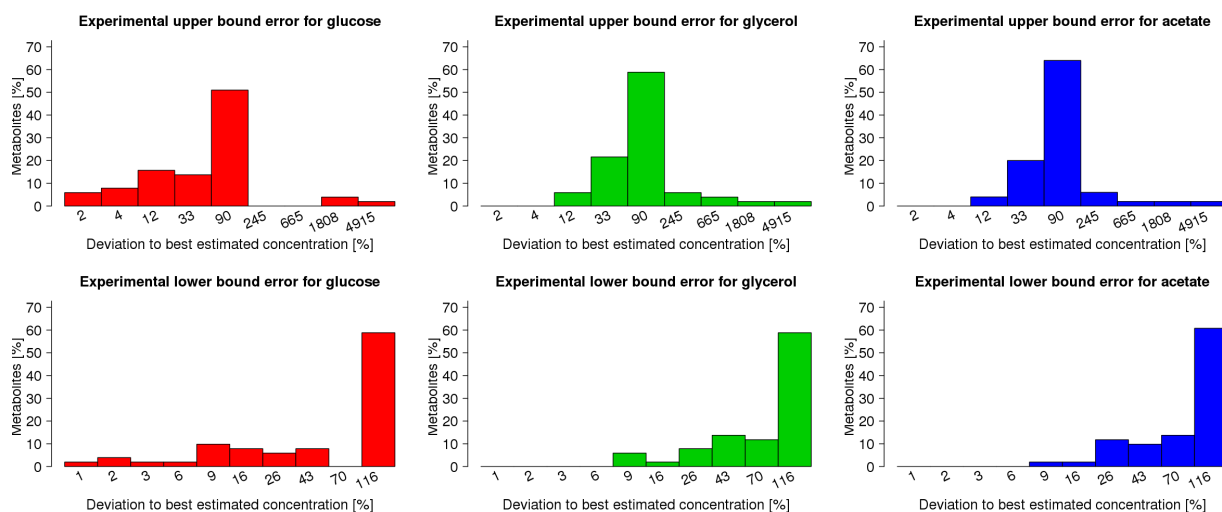 Experimental upper bound error for glucose
Metabolites [%]
70
60
50
40
30
20
10
0
2 4 12 33 90 245 665 1808 4915
Deviation to best estimated concentration [%]
Experimental upper bound error for glycerol
Metabolites [%]
70
60
50
40
30
20
10
0
2 4 12 33 90 245 665 1808 4915
Deviation to best estimated concentration [%]
Experimental upper bound error for acetate
Metabolites [%]
70
60
50
40
30
20
10
0
2 4 12 33 90 245 665 1808 4915
Deviation to best estimated concentration [%]
Experimental lower bound error for glucose
Metabolites [%]
70
60
50
40
30
20
10
0
1 2 3 6 9 16 26 43 70 116
Deviation to best estimated concentration [%]
Experimental lower bound error for glycerol
Metabolites [%]
70
60
50
40
30
20
10
0
1 2 3 6 9 16 26 43 70 116
Deviation to best estimated concentration [%]
Experimental lower bound error for acetate
Metabolites [%]
70
60
50
40
30
20
10
0
1 2 3 6 9 16 26 43 70 116
Deviation to best estimated concentration [%]